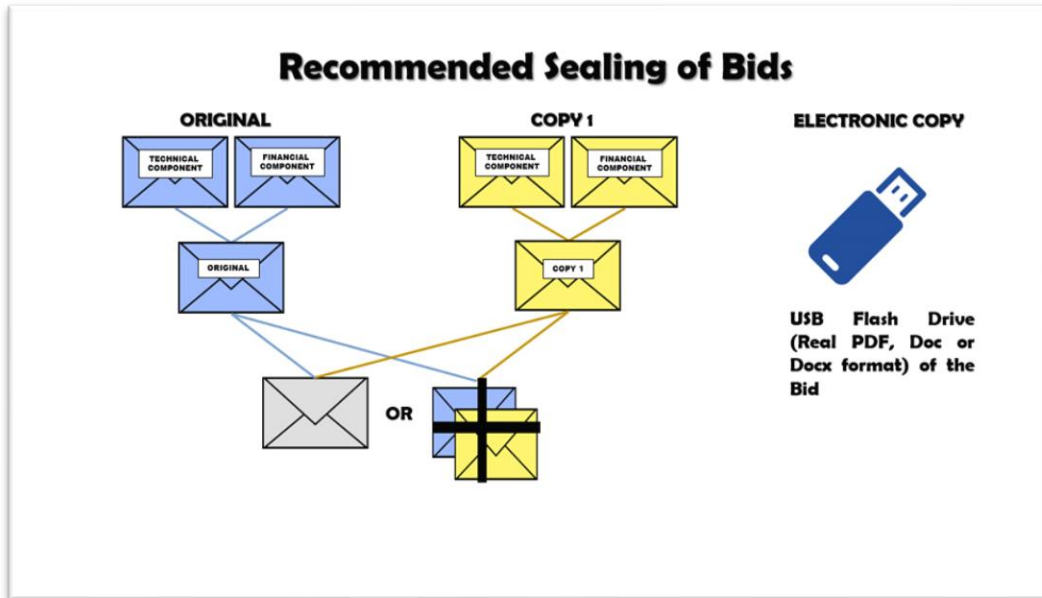 Recommended Sealing of Bids
ORIGINAL
TECHNICAL
COMPONENT
FINANCIAL
COMPONENT
ORIGINAL
COPY 1
TECHNICAL
COMPONENT
FINANCIAL
COMPONENT
COPY 1
OR
ELECTRONIC COPY
USB Flash Drive
(Real PDF, Doc or
Docx format) of the
Bid